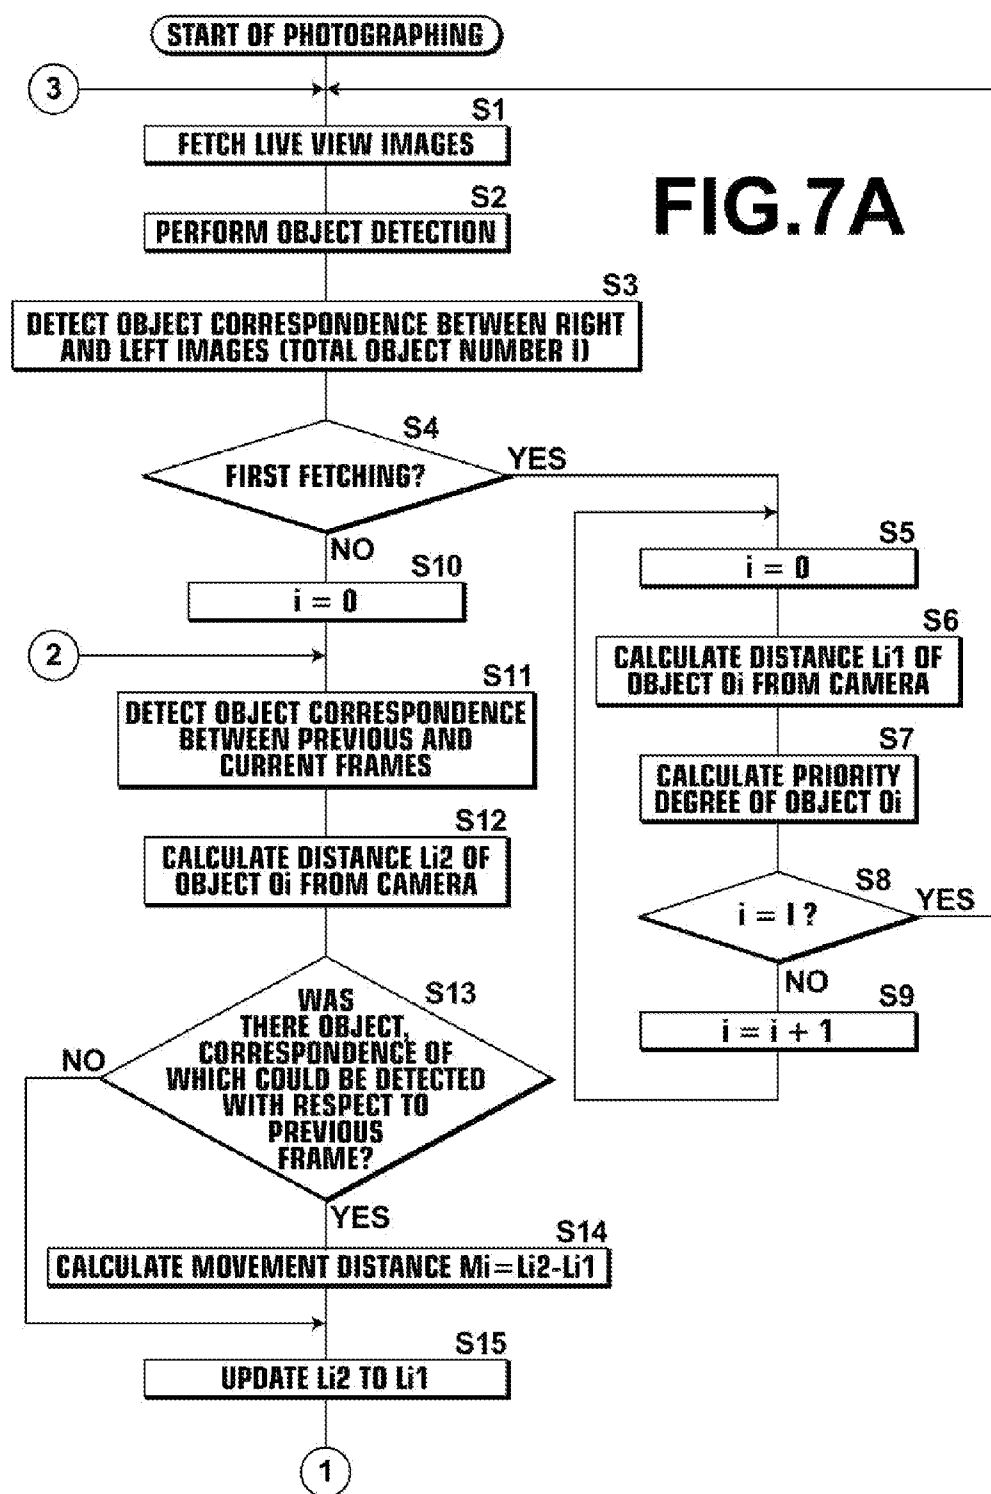 START OF PHOTOGRAPHING
3
S1
FETCH LIVE VIEW IMAGES
FIG.7A
S2
PERFORM OBJECT DETECTION
S3
DETECT OBJECT CORRESPONDENCE BETWEEN RIGHT
AND LEFT IMAGES (TOTAL OBJECT NUMBER I)
S4
FIRST FETCHING?
YES
NO
S5
i = 0
S6
CALCULATE DISTANCE Li1 OF
OBJECT Oi FROM CAMERA
S7
CALCULATE PRIORITY
DEGREE OF OBJECT Oi
S8
i = I ?
YES
NO
S9
i = i + 1
S10
i = 0
2
S11
DETECT OBJECT CORRESPONDENCE
BETWEEN PREVIOUS AND
CURRENT FRAMES
S12
CALCULATE DISTANCE Li2 OF
OBJECT Oi FROM CAMERA
S13
WAS
THERE OBJECT,
CORRESPONDENCE OF
WHICH COULD BE DETECTED
WITH RESPECT TO
PREVIOUS
FRAME?
NO
YES
S14
CALCULATE MOVEMENT DISTANCE Mi=Li2-Li1
S15
UPDATE Li2 TO Li1
1